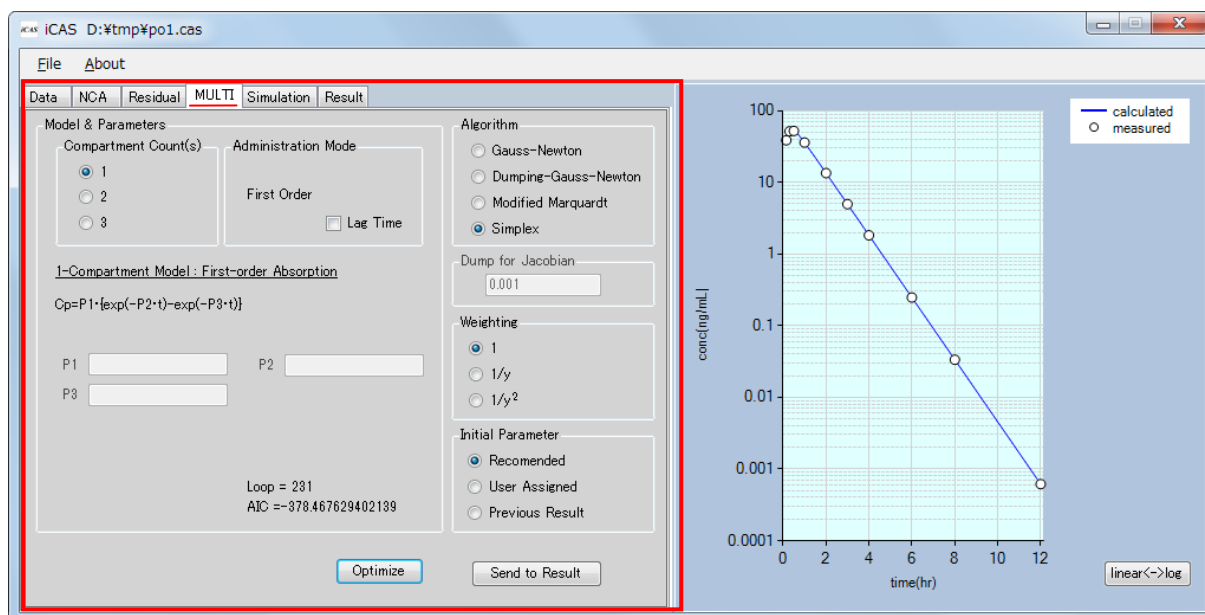 iCAS iCAS D:¥tmp¥po1.cas
File About
Data NCA Residual MULTI Simulation Result
Model & Parameters
Compartment Count(s)
1
2
3
Administration Mode
First Order
Lag Time
1-Compartment Model : First-order Absorption
Cp=P1・{exp(-P2・t)-exp(-P3・t)}
P1
P2
P3
Loop = 231
AIC =-378.467629402139
Optimize
Algorithm
Gauss-Newton
Dumping-Gauss-Newton
Modified Marquardt
Simplex
Dump for Jacobian
0.001
Weighting
1
1/y
1/y²
Initial Parameter
Recomended
User Assigned
Previous Result
Send to Result
calculated
measured
conc[ng/mL]
100
10
1
0.1
0.01
0.001
0.0001
0 2 4 6 8 10 12
time(hr)
linear<->log